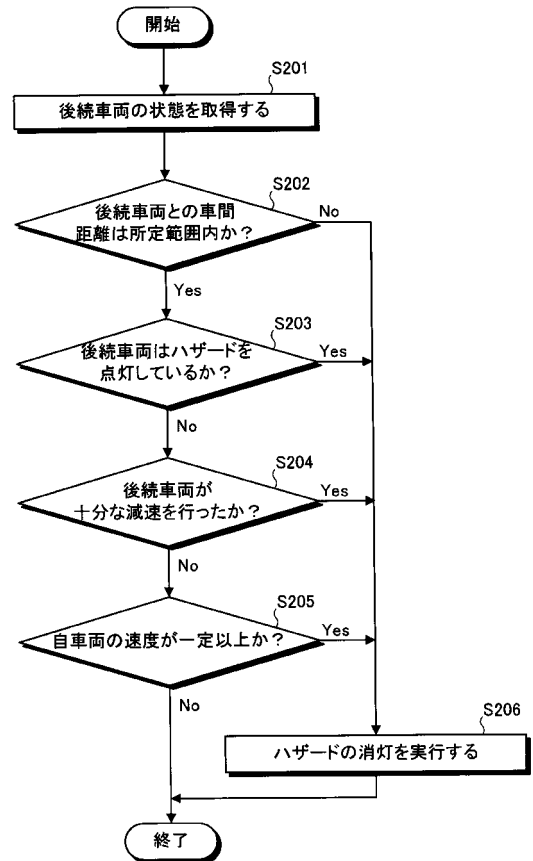 開始
S201
後続車両の状態を取得する
S202
後続車両との車間
距離は所定範囲内か？
No
Yes
S203
後続車両はハザードを
点灯しているか？
Yes
No
S204
後続車両が
十分な減速を行ったか？
Yes
No
S205
自車両の速度が一定以上か？
Yes
No
S206
ハザードの消灯を実行する
終了